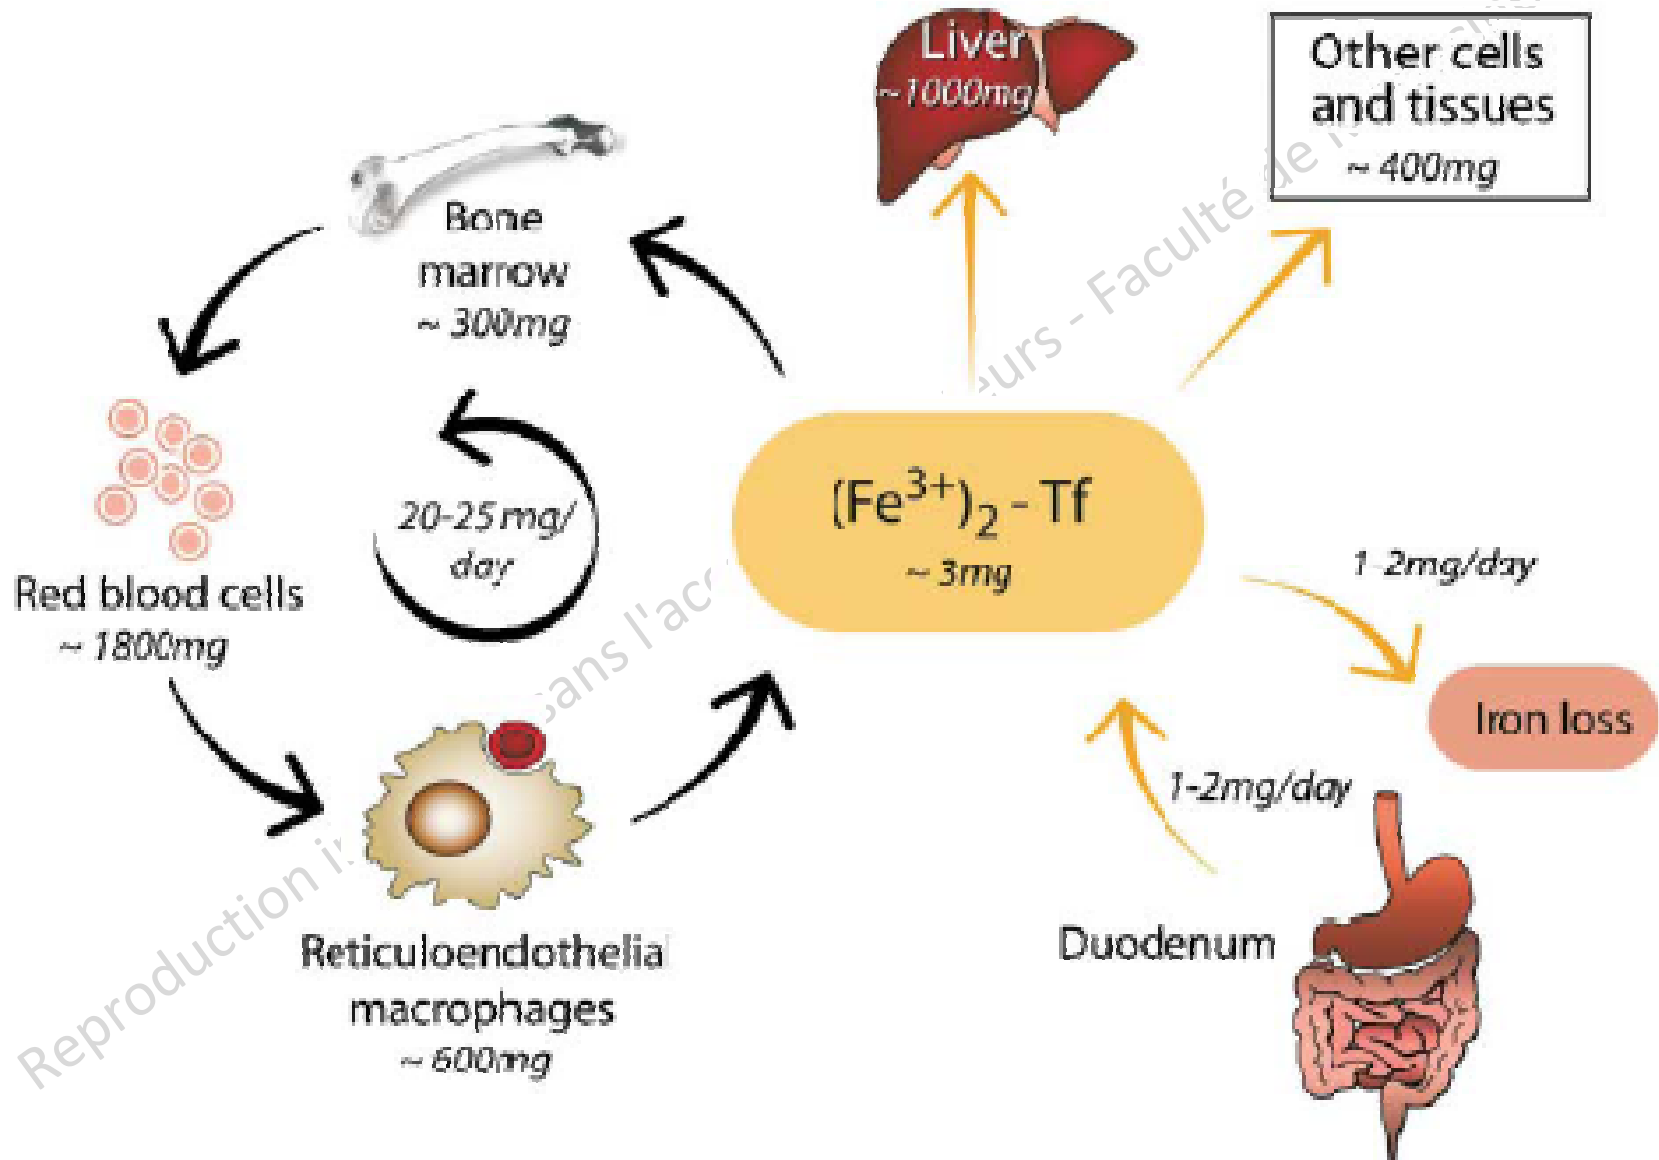 Liver
~1000mg
Other cells
and tissues
~ 400mg
Bone
marrow
~ 300mg
20-25 mg/
day
(Fe³⁺)₂ - Tf
~ 3mg
Red blood cells
~ 1800mg
1-2mg/day
Iron loss
1-2mg/day
Duodenum
Reticuloendothelia
macrophages
~ 600mg
Reproduction sans l'acc eurs - Faculté de